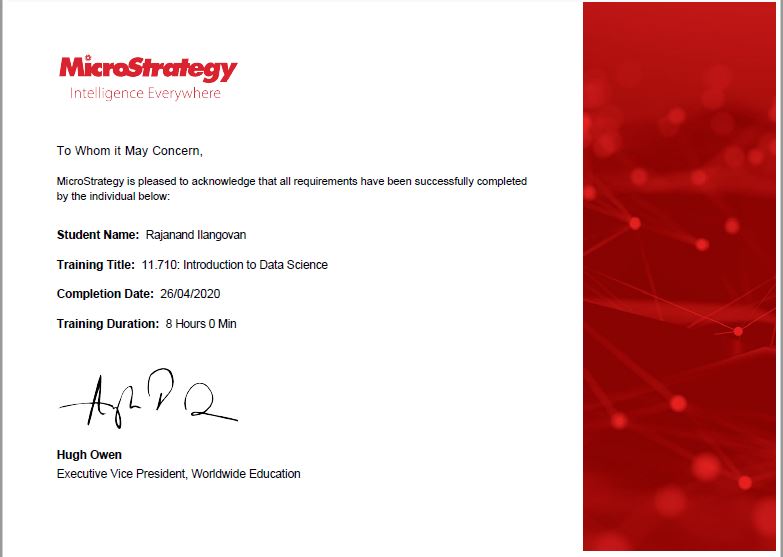 MicroStrategy
Intelligence Everywhere
To Whom it May Concern,
MicroStrategy is pleased to acknowledge that all requirements have been successfully completed
by the individual below:
Student Name: Rajanand Ilangovan
Training Title: 11.710: Introduction to Data Science
Completion Date: 26/04/2020
Training Duration: 8 Hours 0 Min
Hugh Owen
Executive Vice President, Worldwide Education